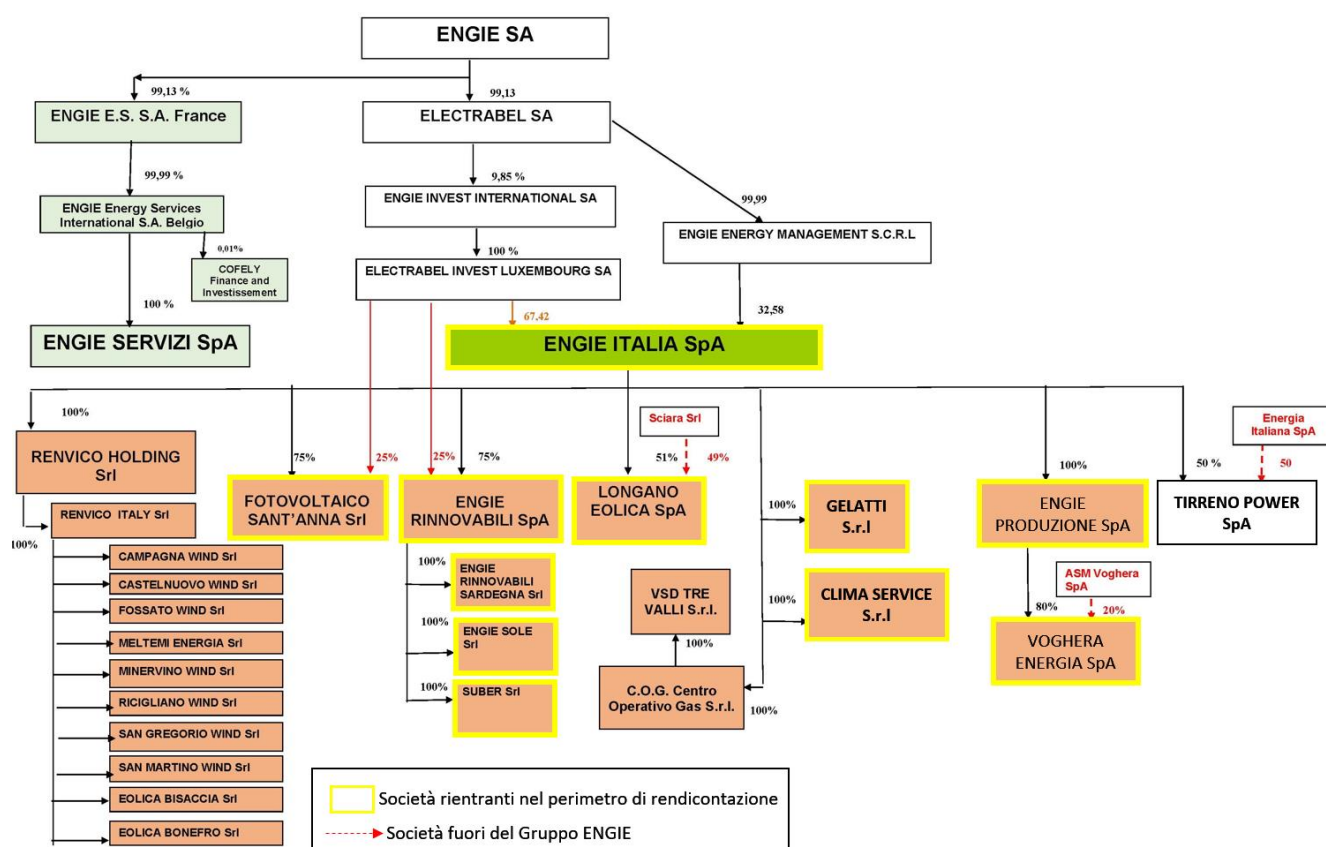 ENGIE SA
99,13 %
99,13
ENGIE E.S. S.A. France
ELECTRABEL SA
99,99 %
9,85 %
99,99
ENGIE Energy Services
International S.A. Belgio
ENGIE INVEST INTERNATIONAL SA
ENGIE ENERGY MANAGEMENT S.C.R.L
0,01%
COFELY
Finance and
Investissement
100 %
ELECTRABEL INVEST LUXEMBOURG SA
100 %
67,42
32,58
ENGIE SERVIZI SpA
ENGIE ITALIA SpA
100%
RENVICO HOLDING
Srl
75%
25%
FOTOVOLTAICO
SANT'ANNA Srl
25%
75%
ENGIE
RINNOVABILI SpA
Sciara Srl
51%
49%
LONGANO
EOLICA SpA
100%
GELATTI
S.r.l
100%
ENGIE
PRODUZIONE SpA
Energia
Italiana SpA
50 %
50
TIRRENO POWER
SpA
RENVICO ITALY Srl
100%
CAMPAGNA WIND Srl
CASTELNUOVO WIND Srl
FOSSATO WIND Srl
MELTEMI ENERGIA Srl
MINERVINO WIND Srl
RICIGLIANO WIND Srl
SAN GREGORIO WIND Srl
SAN MARTINO WIND Srl
EOLICA BISACCIA Srl
EOLICA BONEFRO Srl
100%
ENGIE
RINNOVABILI
SARDEGNA Srl
100%
ENGIE SOLE
Srl
100%
SUBER Srl
VSD TRE
VALLI S.r.l.
100%
C.O.G. Centro
Operativo Gas S.r.l.
100%
100%
CLIMA SERVICE
S.r.l
ASM Voghera
SpA
80%
20%
VOGHERA
ENERGIA SpA
Società rientranti nel perimetro di rendicontazione
Società fuori del Gruppo ENGIE